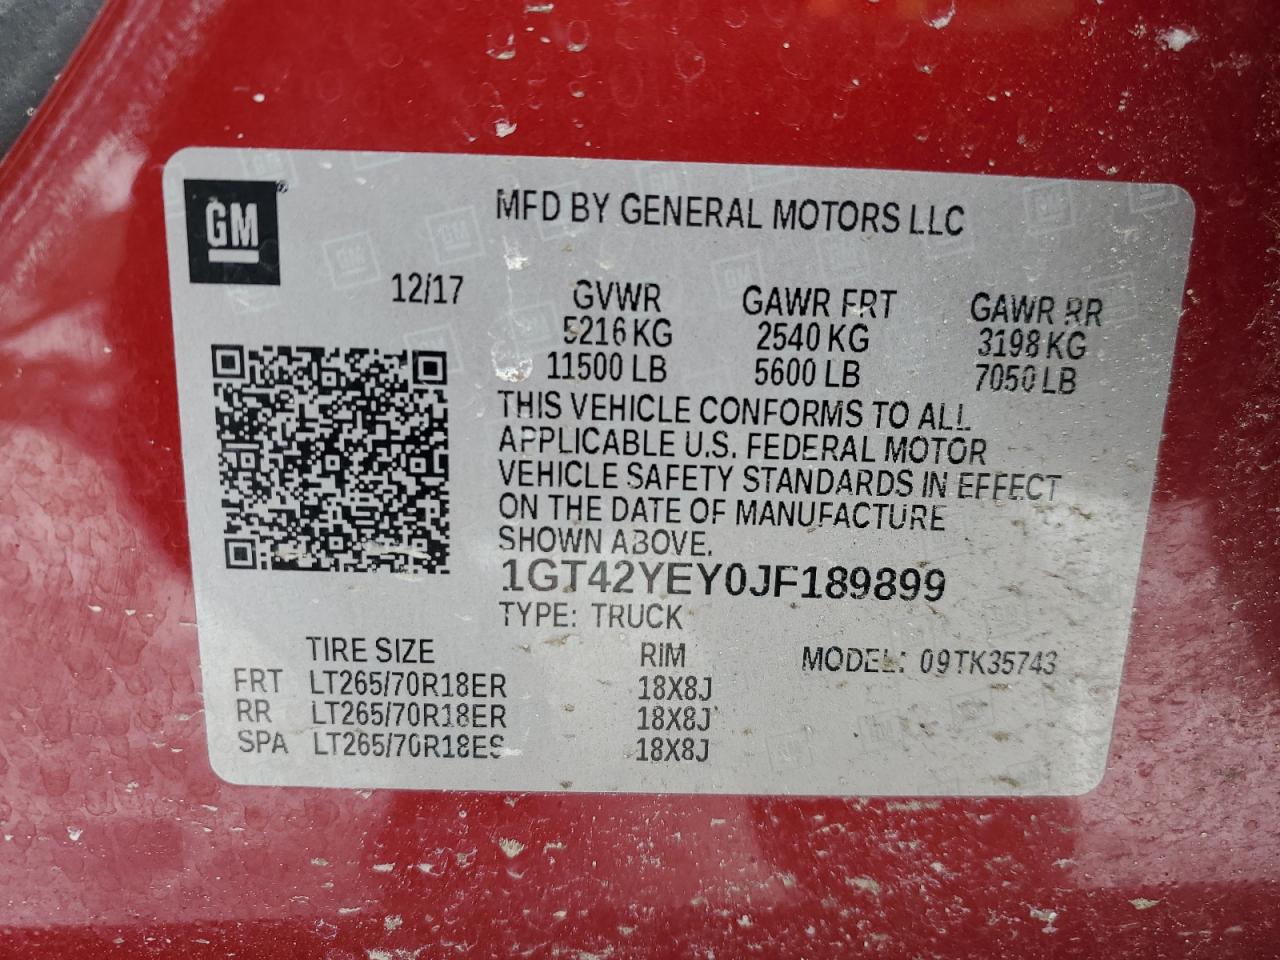 GM
MFD BY GENERAL MOTORS LLC
12/17
GVWR GAWR FRT GAWR RR
5216 KG 2540 KG 3198 KG
11500 LB 5600 LB 7050 LB
THIS VEHICLE CONFORMS TO ALL
APPLICABLE U.S. FEDERAL MOTOR
VEHICLE SAFETY STANDARDS IN EFFECT
ON THE DATE OF MANUFACTURE
SHOWN ABOVE.
1GT42YEY0JF189899
TYPE: TRUCK
TIRE SIZE RIM MODEL: 09TK35743
FRT LT265/70R18ER 18X8J
RR LT265/70R18ER 18X8J
SPA LT265/70R18ES 18X8J